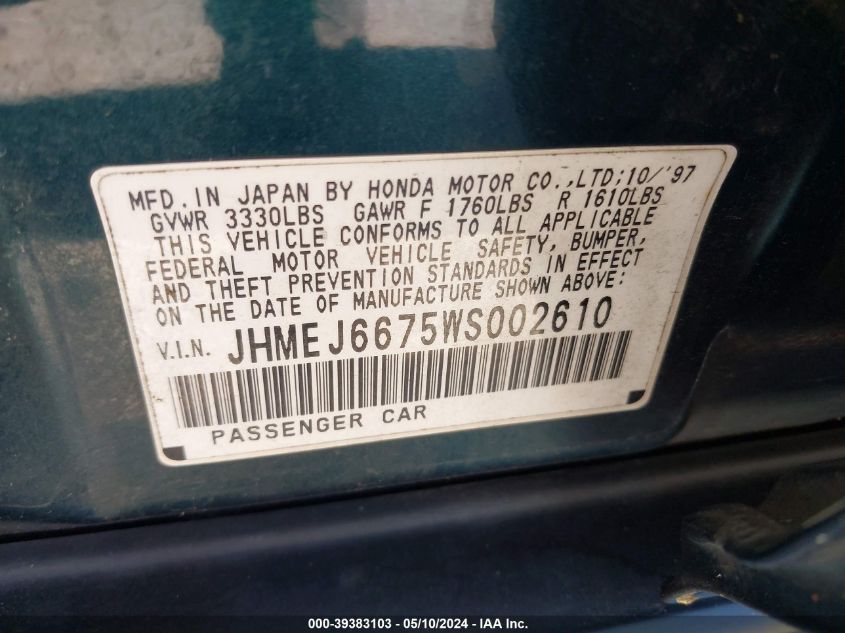 MFD. IN JAPAN BY HONDA MOTOR CO.,LTD;10/'97
GVWR 3330LBS GAWR F 1760LBS R 1610LBS
THIS VEHICLE CONFORMS TO ALL APPLICABLE
FEDERAL MOTOR VEHICLE SAFETY, BUMPER,
AND THEFT PREVENTION STANDARDS IN EFFECT
ON THE DATE OF MANUFACTURE SHOWN ABOVE:
V.I.N. JHMEJ6675WS002610
PASSENGER CAR
000-39383103 - 05/10/2024 - IAA Inc.